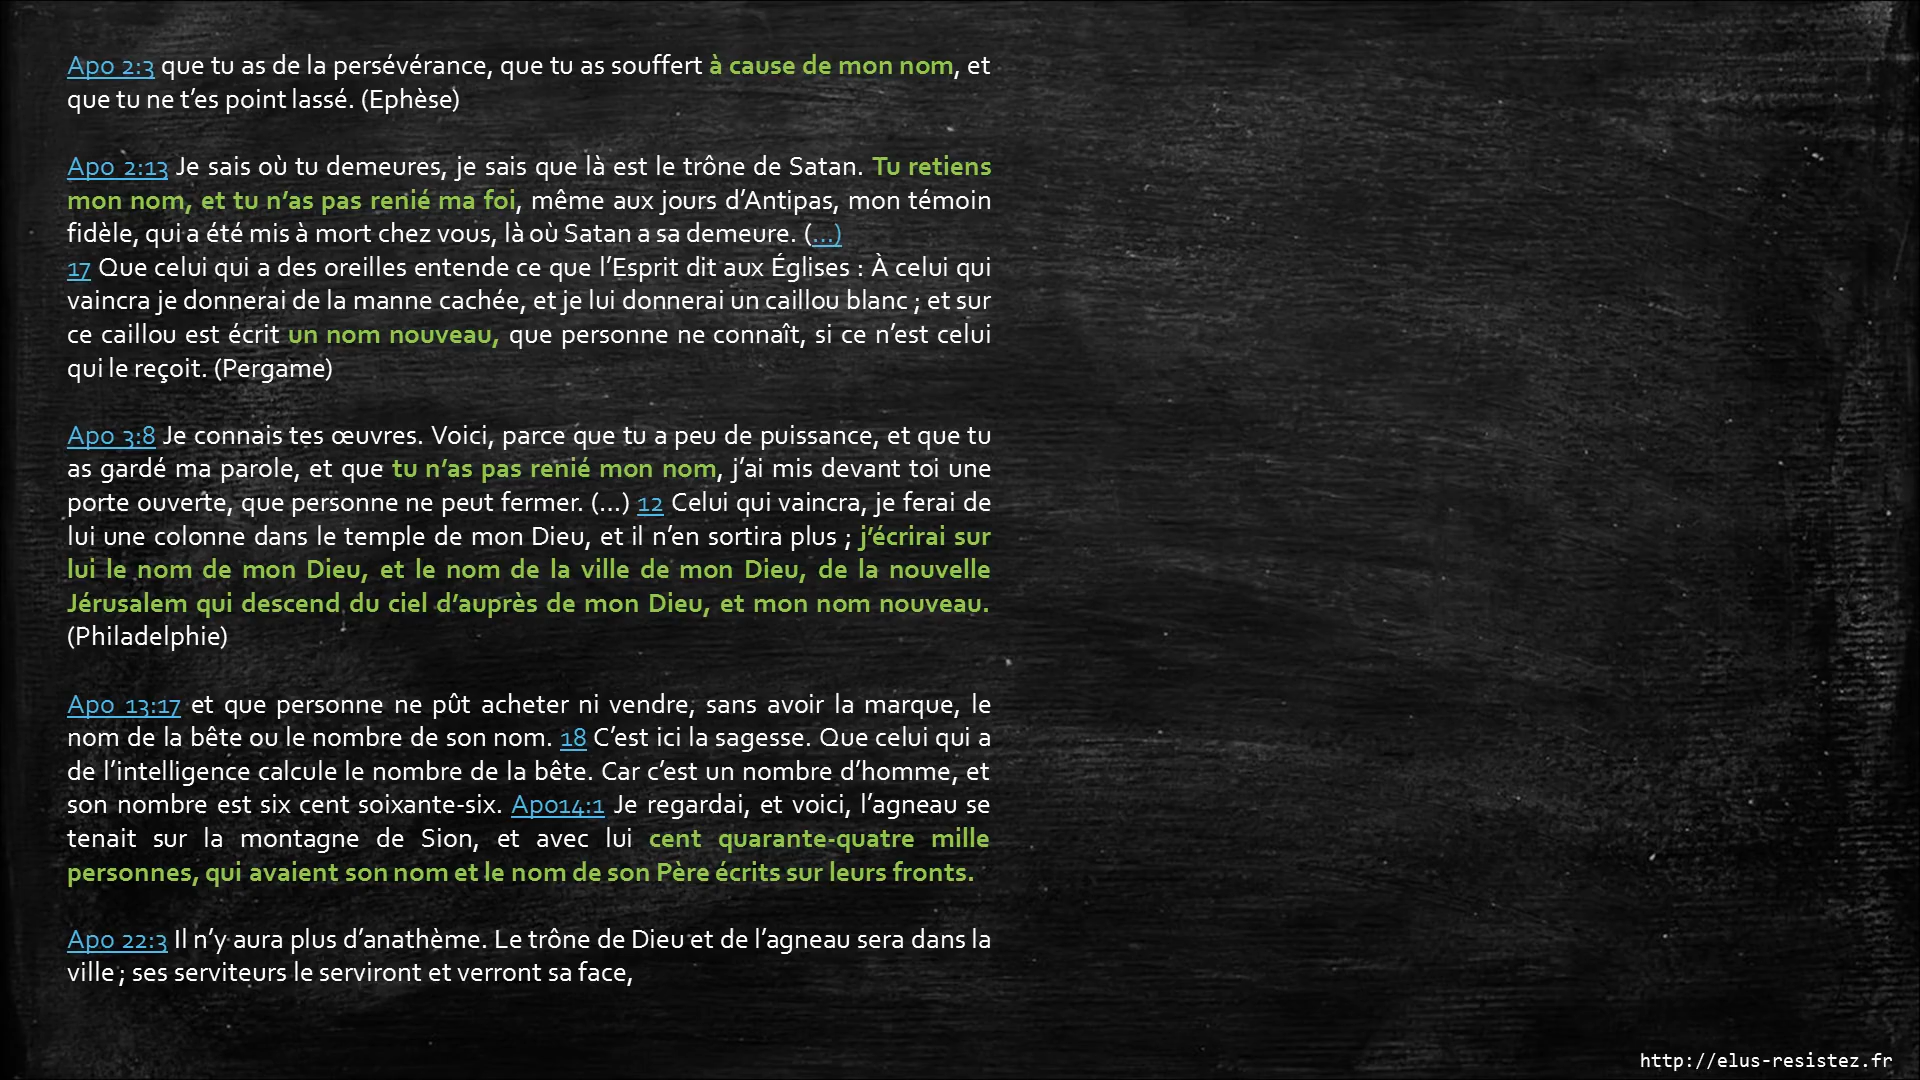 Apo 2:3 que tu as de la persévérance, que tu as souffert à cause de mon nom, et
que tu ne t’es point lassé. (Ephèse)
Apo 2:13 Je sais où tu demeures, je sais que là est le trône de Satan. Tu retiens
mon nom, et tu n’as pas renié ma foi, même aux jours d’Antipas, mon témoin
fidèle, qui a été mis à mort chez vous, là où Satan a sa demeure. (…)
17 Que celui qui a des oreilles entende ce que l’Esprit dit aux Églises : À celui qui
vaincra je donnerai de la manne cachée, et je lui donnerai un caillou blanc ; et sur
ce caillou est écrit un nom nouveau, que personne ne connaît, si ce n’est celui
qui le reçoit. (Pergame)
Apo 3:8 Je connais tes œuvres. Voici, parce que tu a peu de puissance, et que tu
as gardé ma parole, et que tu n’as pas renié mon nom, j’ai mis devant toi une
porte ouverte, que personne ne peut fermer. (…) 12 Celui qui vaincra, je ferai de
lui une colonne dans le temple de mon Dieu, et il n’en sortira plus ; j’écrirai sur
lui le nom de mon Dieu, et le nom de la ville de mon Dieu, de la nouvelle
Jérusalem qui descend du ciel d’auprès de mon Dieu, et mon nom nouveau.
(Philadelphie)
Apo 13:17 et que personne ne pût acheter ni vendre, sans avoir la marque, le
nom de la bête ou le nombre de son nom. 18 C’est ici la sagesse. Que celui qui a
de l’intelligence calcule le nombre de la bête. Car c’est un nombre d’homme, et
son nombre est six cent soixante-six. Apo14:1 Je regardai, et voici, l’agneau se
tenait sur la montagne de Sion, et avec lui cent quarante-quatre mille
personnes, qui avaient son nom et le nom de son Père écrits sur leurs fronts.
Apo 22:3 Il n’y aura plus d’anathème. Le trône de Dieu et de l’agneau sera dans la
ville ; ses serviteurs le serviront et verront sa face,
http://elus-resistez.fr